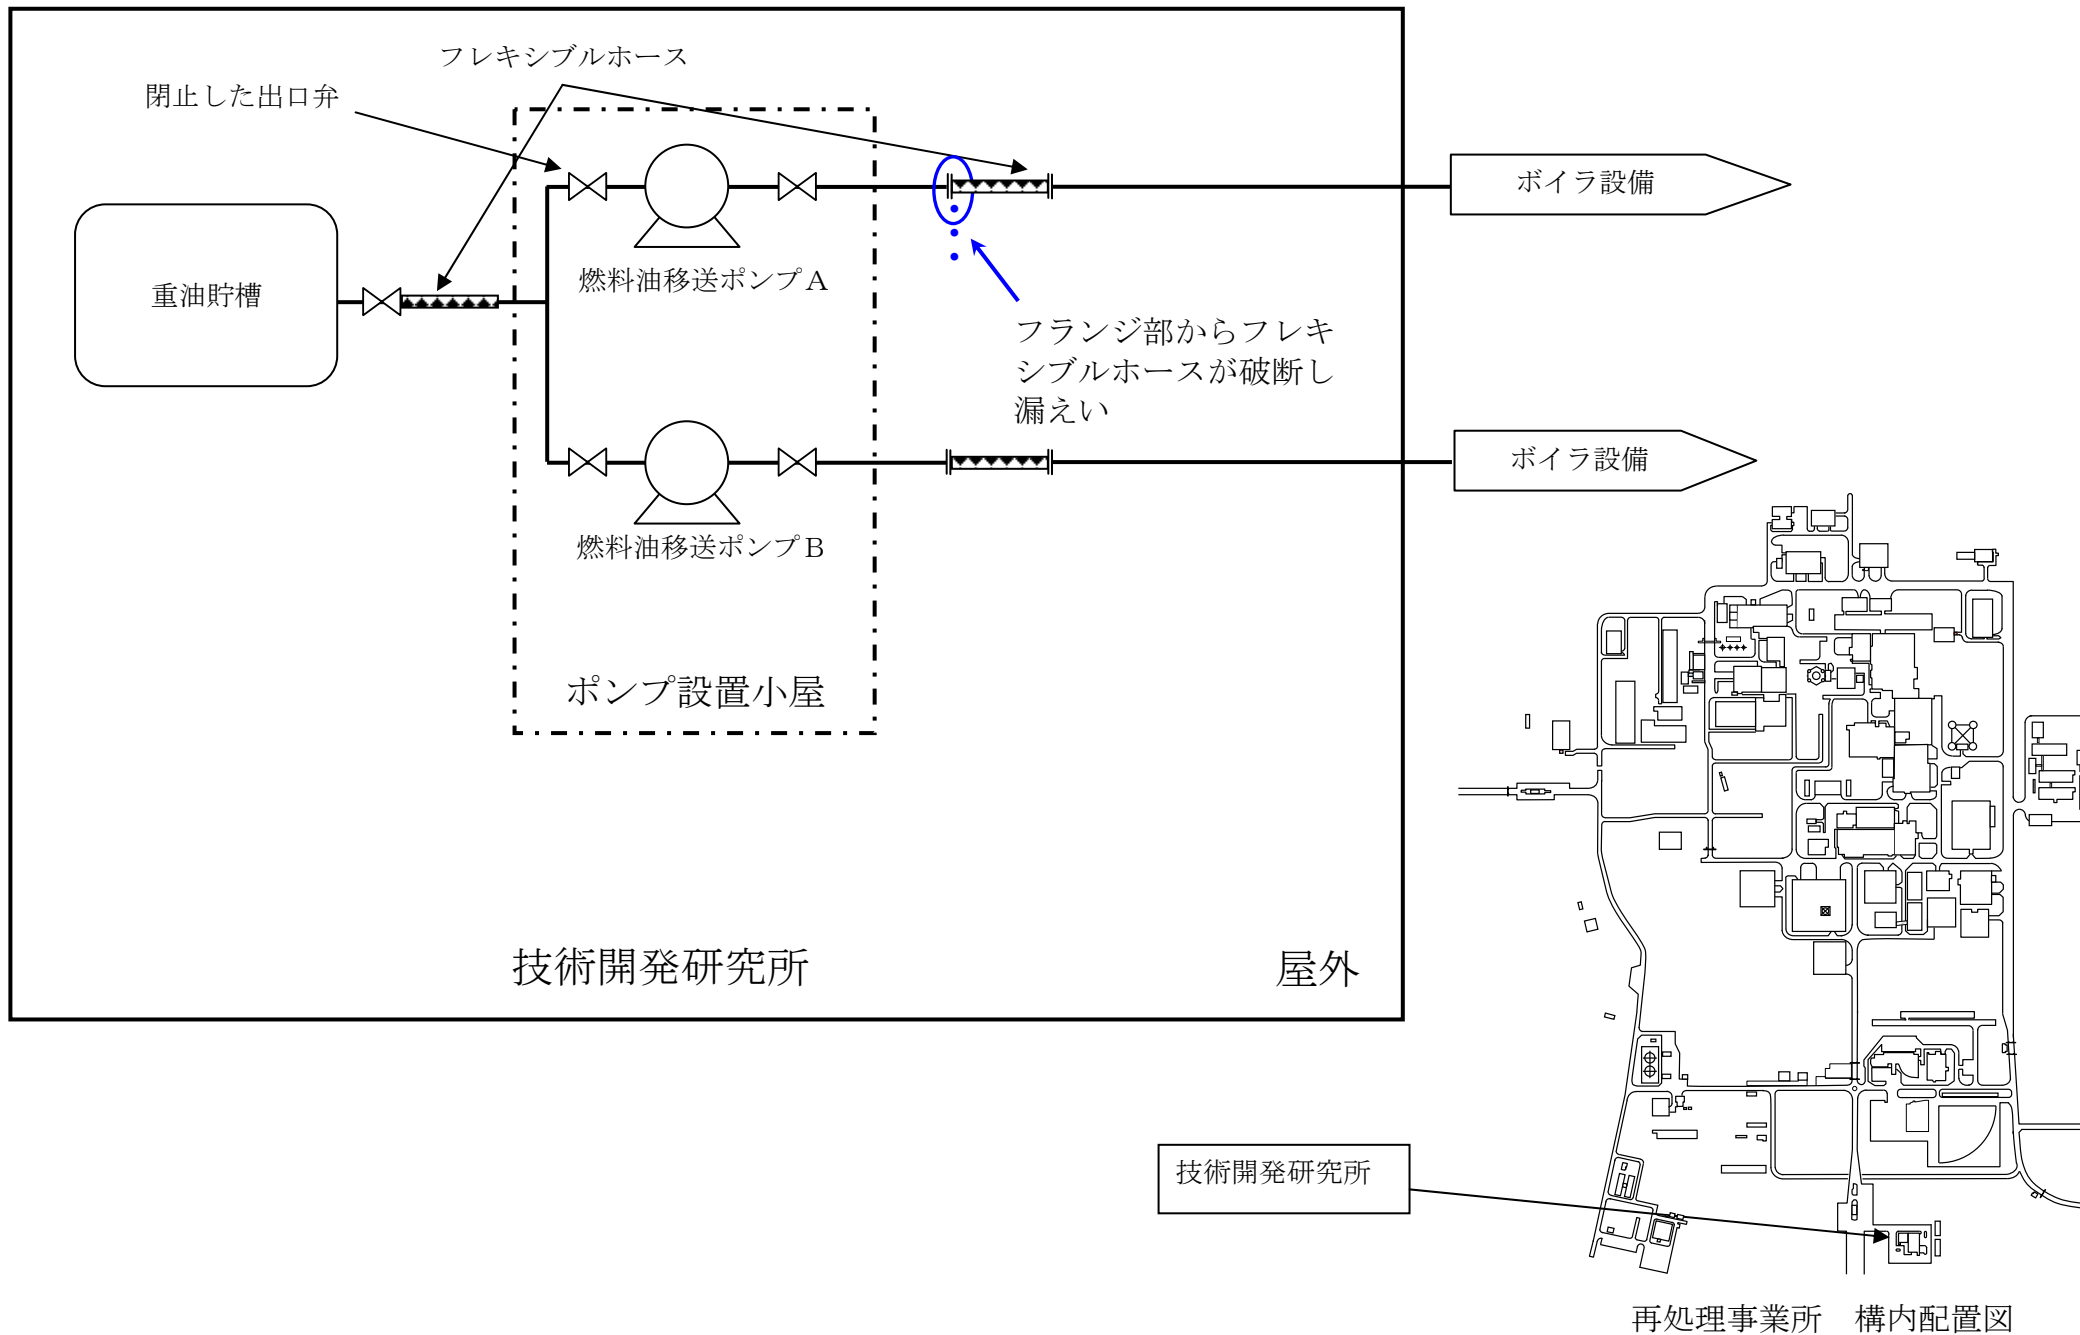 フレキシブルホース
閉止した出口弁
ボイラ設備
重油貯槽
燃料油移送ポンプA
フランジ部からフレキ
シブルホースが破断し
漏えい
ボイラ設備
燃料油移送ポンプB
ポンプ設置小屋
技術開発研究所
屋外
技術開発研究所
再処理事業所 構内配置図